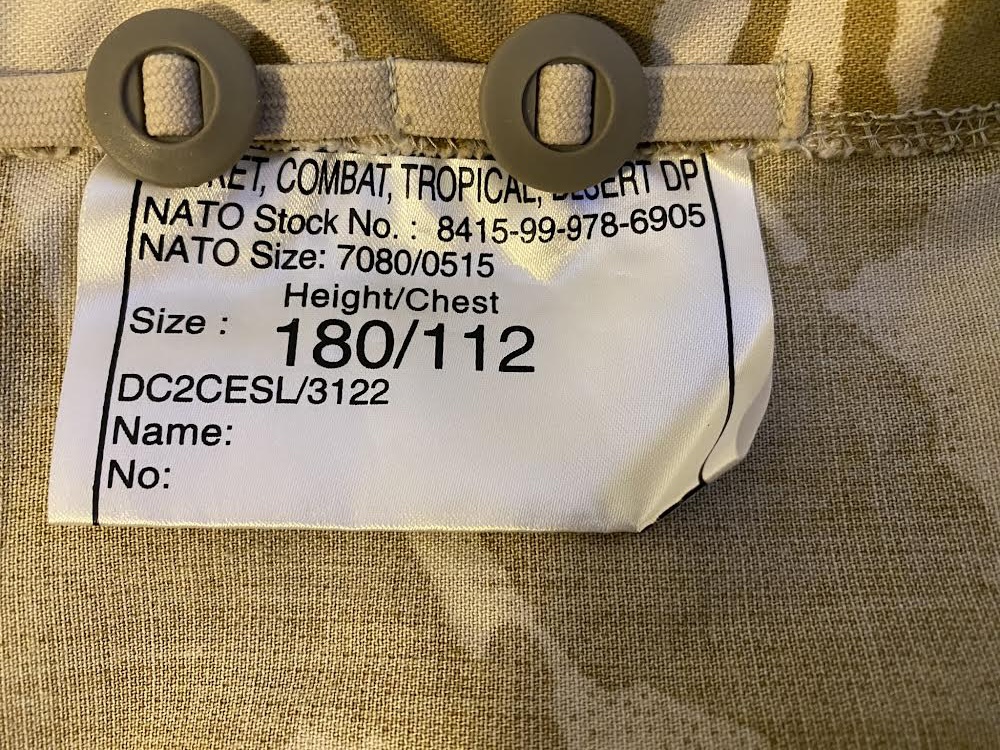 COMBAT, TROPICAL, DESERT DP
NATO Stock No. : 8415-99-978-6905
NATO Size: 7080/0515
Height/Chest
Size : 180/112
DC2CESL/3122
Name:
No: